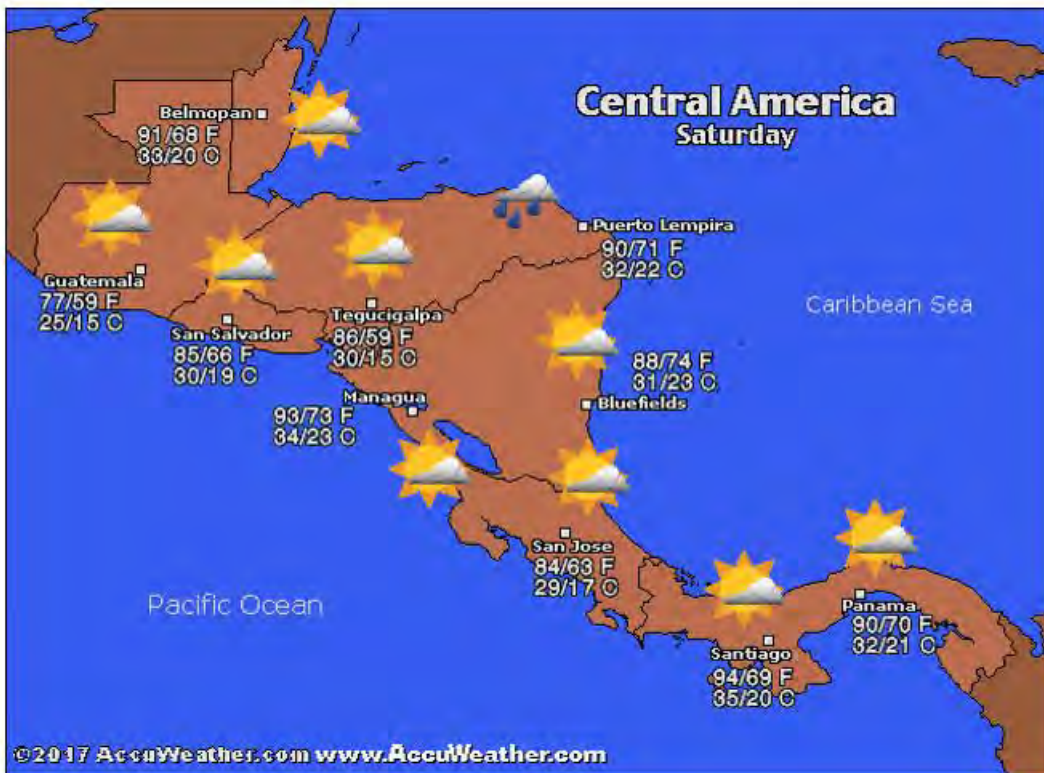 Central America
Saturday
Belmopan
91/68 F
33/20 C
Puerto Lempira
90/71 F
32/22 C
Guatemala
77/59 F
25/15 C
San Salvador
85/66 F
30/19 C
Tegucigalpa
86/59 F
30/15 C
Caribbean Sea
88/74 F
31/23 C
Bluefields
Managua
93/73 F
34/23 C
San Jose
84/63 F
29/17 C
Pacific Ocean
Panama
90/70 F
32/21 C
Santiago
94/69 F
35/20 C
©2017 AccuWeather.com www.AccuWeather.com